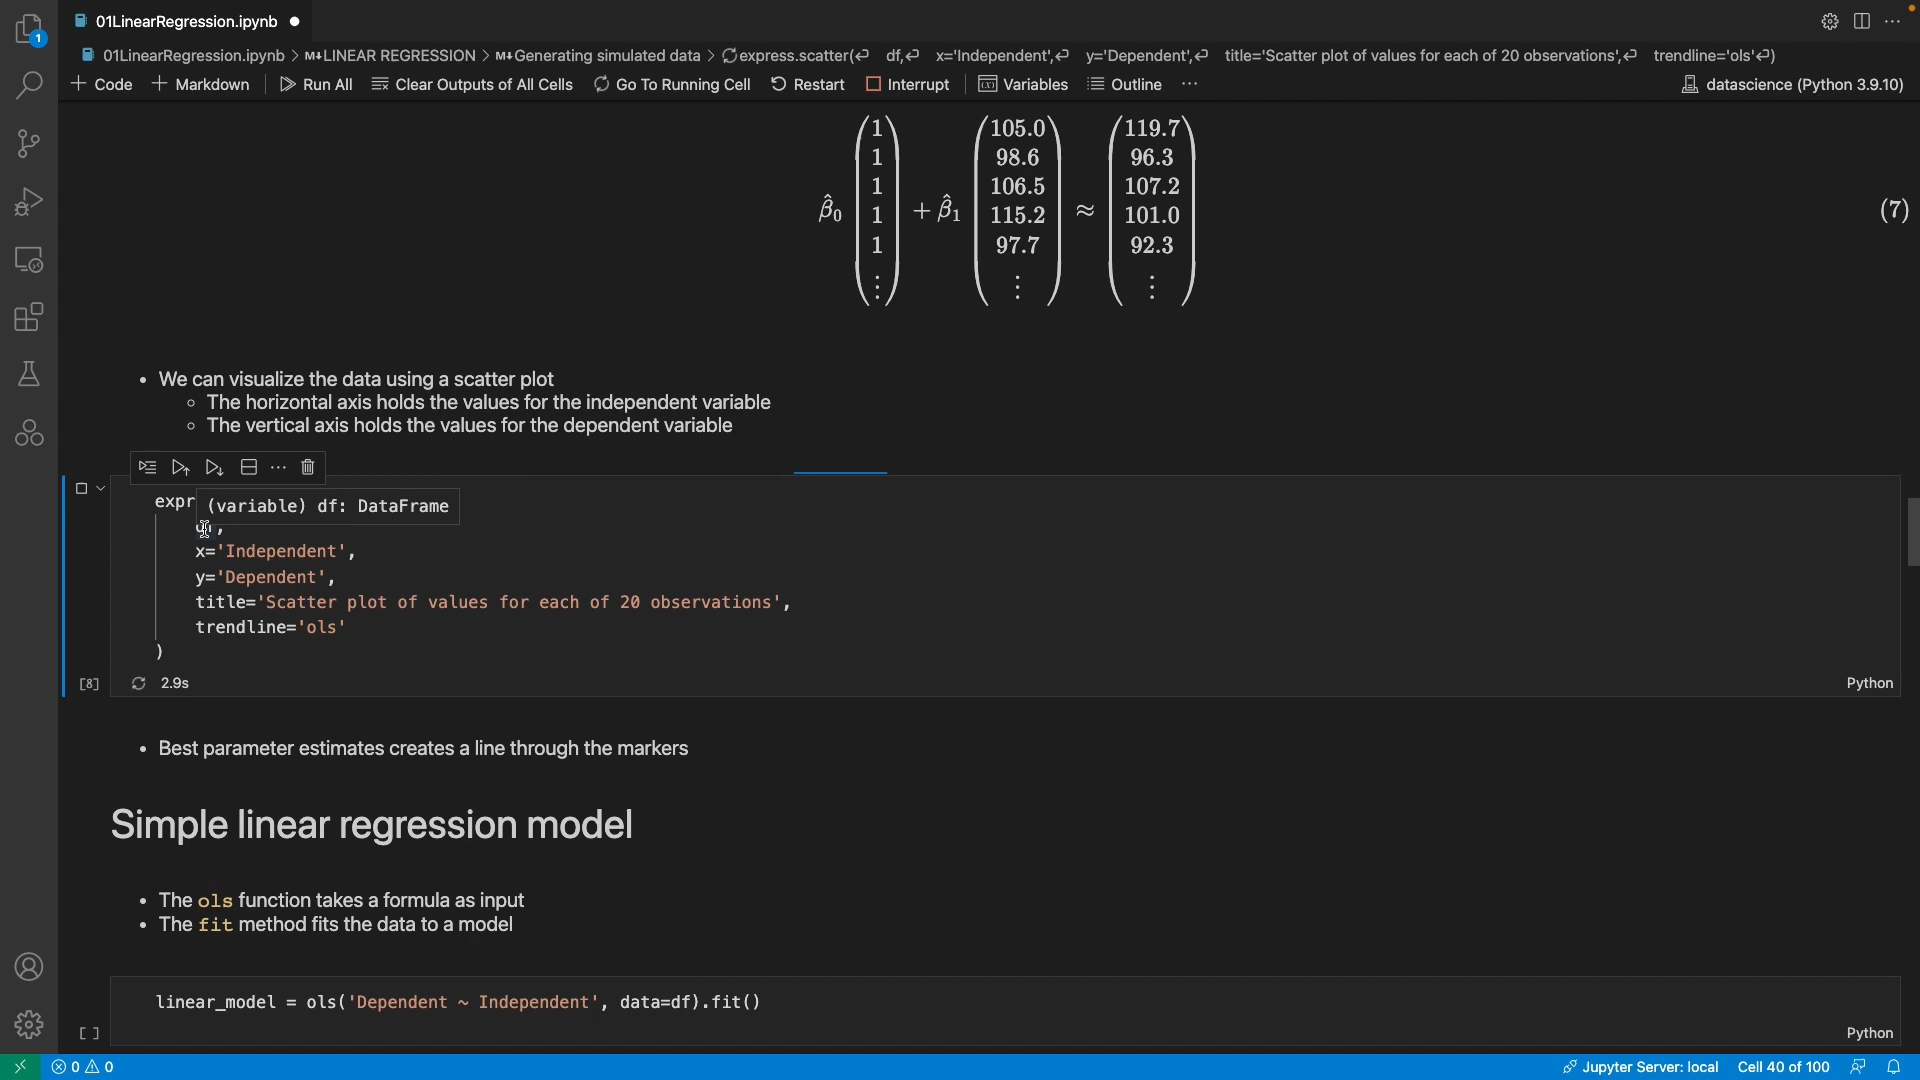 01LinearRegression.ipynb
1
01LinearRegression.ipynb > M↓LINEAR REGRESSION > M↓Generating simulated data > express.scatter(↵ df,↵ x='Independent',↵ y='Dependent',↵ title='Scatter plot of values for each of 20 observations',↵ trendline='ols'↵)
+ Code + Markdown Run All Clear Outputs of All Cells Go To Running Cell Restart Interrupt Variables Outline ··· datascience (Python 3.9.10)
1 105.0 119.7
1 98.6 96.3
1 106.5 107.2
β̂₀ + β̂₁ ≈ (7)
1 115.2 101.0
1 97.7 92.3
⋮ ⋮ ⋮
• We can visualize the data using a scatter plot
◦ The horizontal axis holds the values for the independent variable
◦ The vertical axis holds the values for the dependent variable
expr
(variable) df: DataFrame
x='Independent',
y='Dependent',
title='Scatter plot of values for each of 20 observations',
trendline='ols'
)
[8] 2.9s Python
• Best parameter estimates creates a line through the markers
Simple linear regression model
• The ols function takes a formula as input
• The fit method fits the data to a model
linear_model = ols('Dependent ~ Independent', data=df).fit()
[ ] Python
0 0 Jupyter Server: local Cell 40 of 100